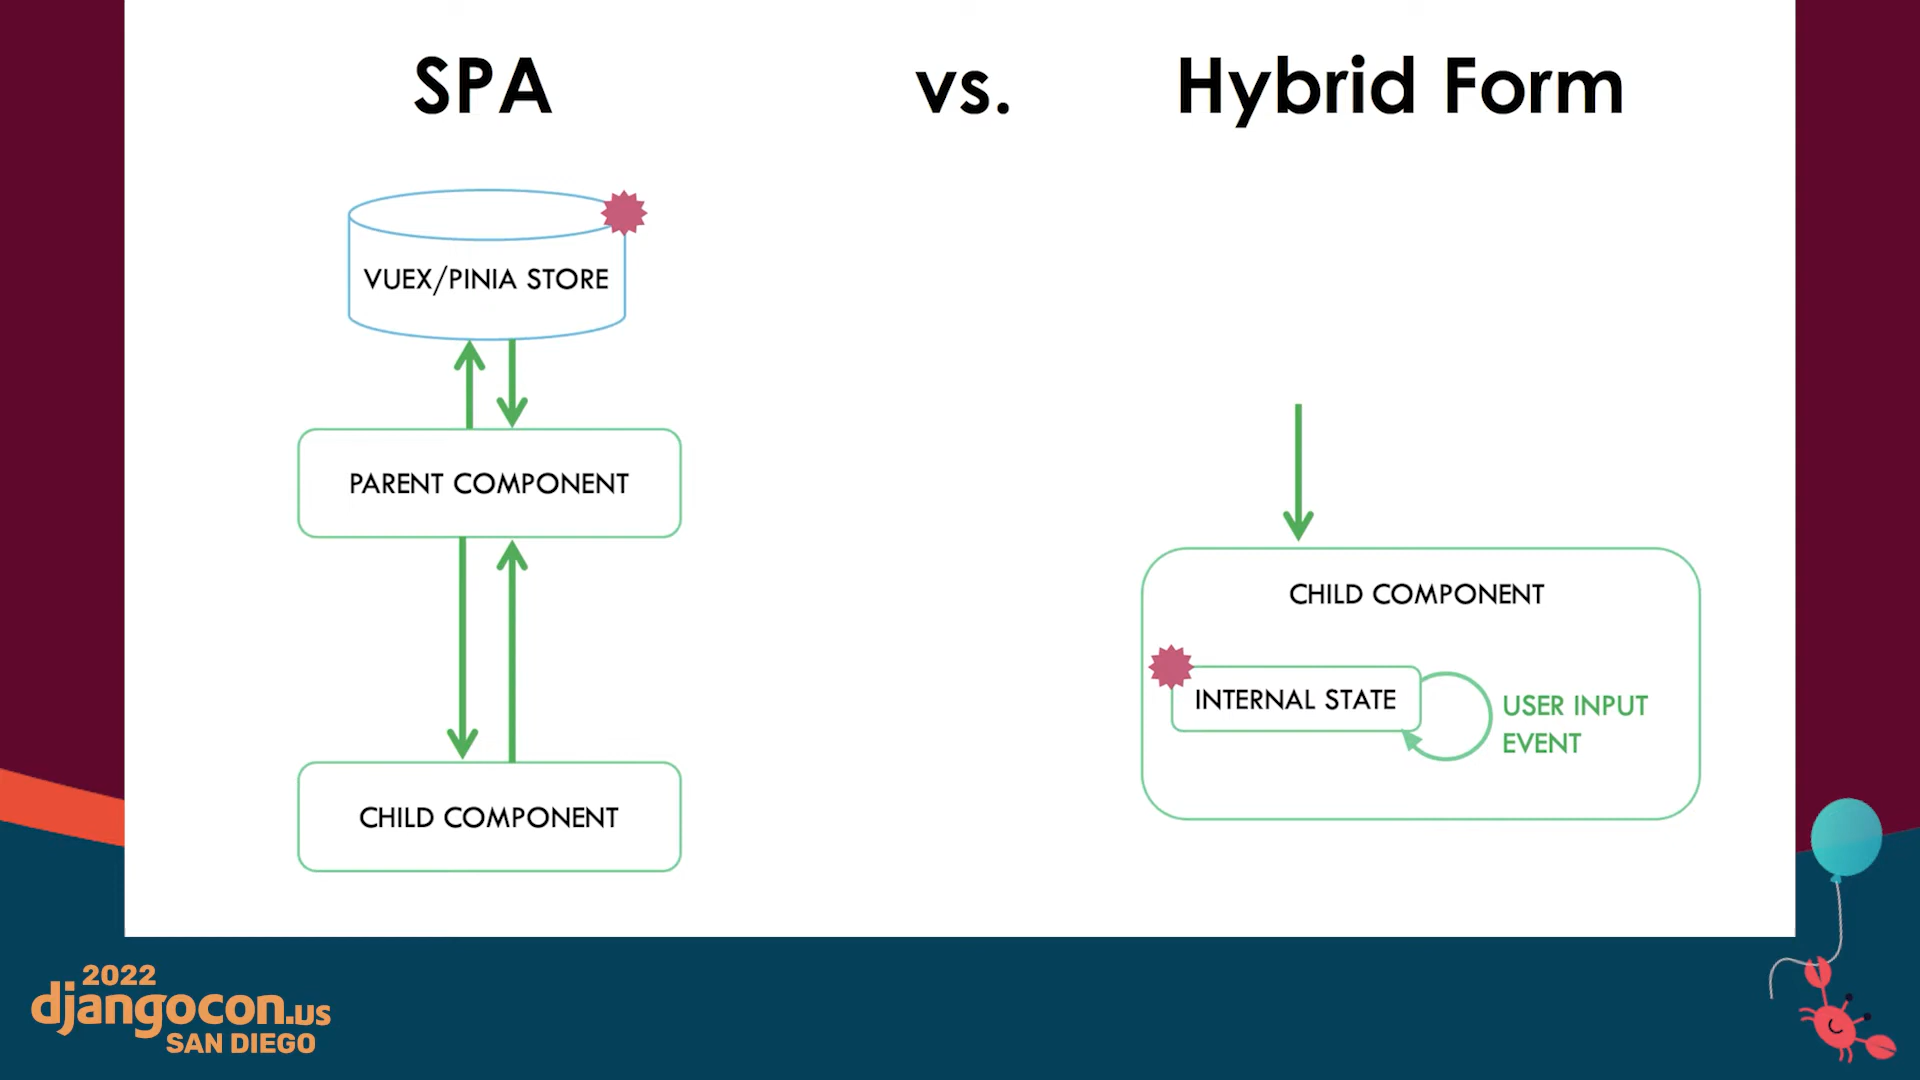 SPA vs. Hybrid Form
VUEX/PINIA STORE
PARENT COMPONENT
CHILD COMPONENT
CHILD COMPONENT
INTERNAL STATE
USER INPUT
EVENT
2022
djangocon.us
SAN DIEGO